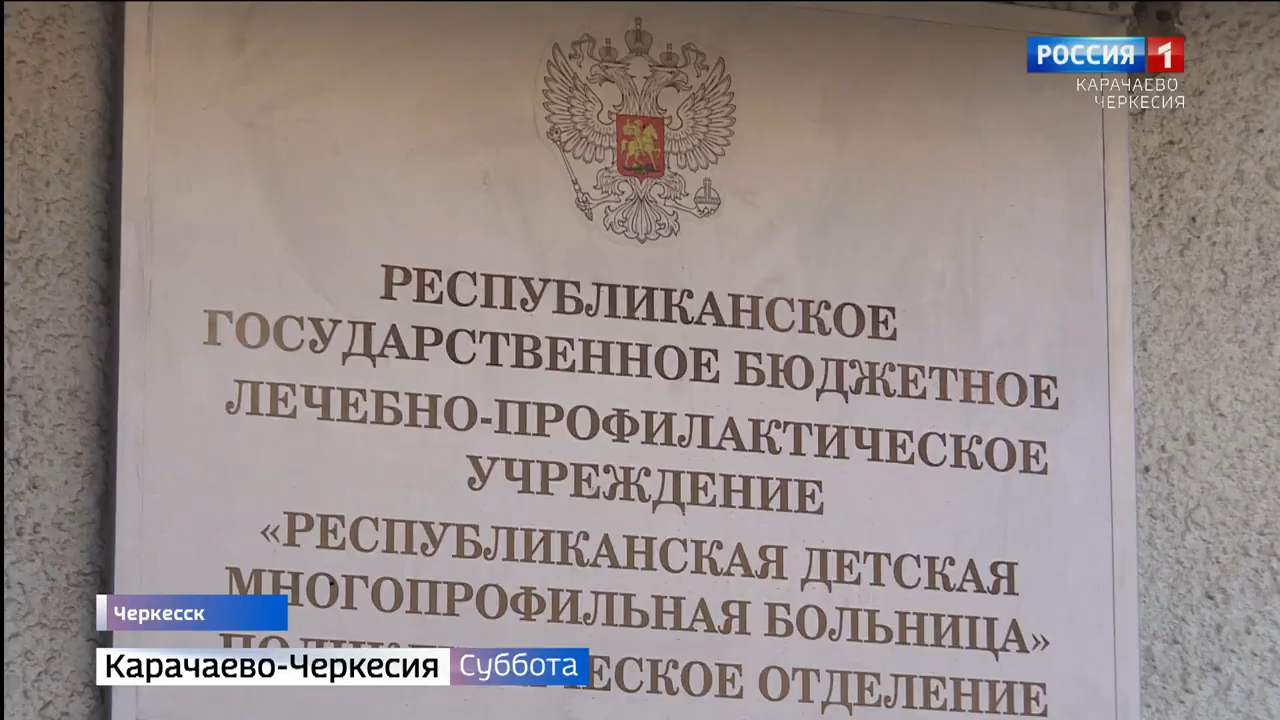 РОССИЯ 1
КАРАЧАЕВО
ЧЕРКЕСИЯ
РЕСПУБЛИКАНСКОЕ
ГОСУДАРСТВЕННОЕ БЮДЖЕТНОЕ
ЛЕЧЕБНО-ПРОФИЛАКТИЧЕСКОЕ
УЧРЕЖДЕНИЕ
«РЕСПУБЛИКАНСКАЯ ДЕТСКАЯ
МНОГОПРОФИЛЬНАЯ БОЛЬНИЦА»
ОТДЕЛЕНИЕ
Черкесск
Карачаево-Черкесия Суббота